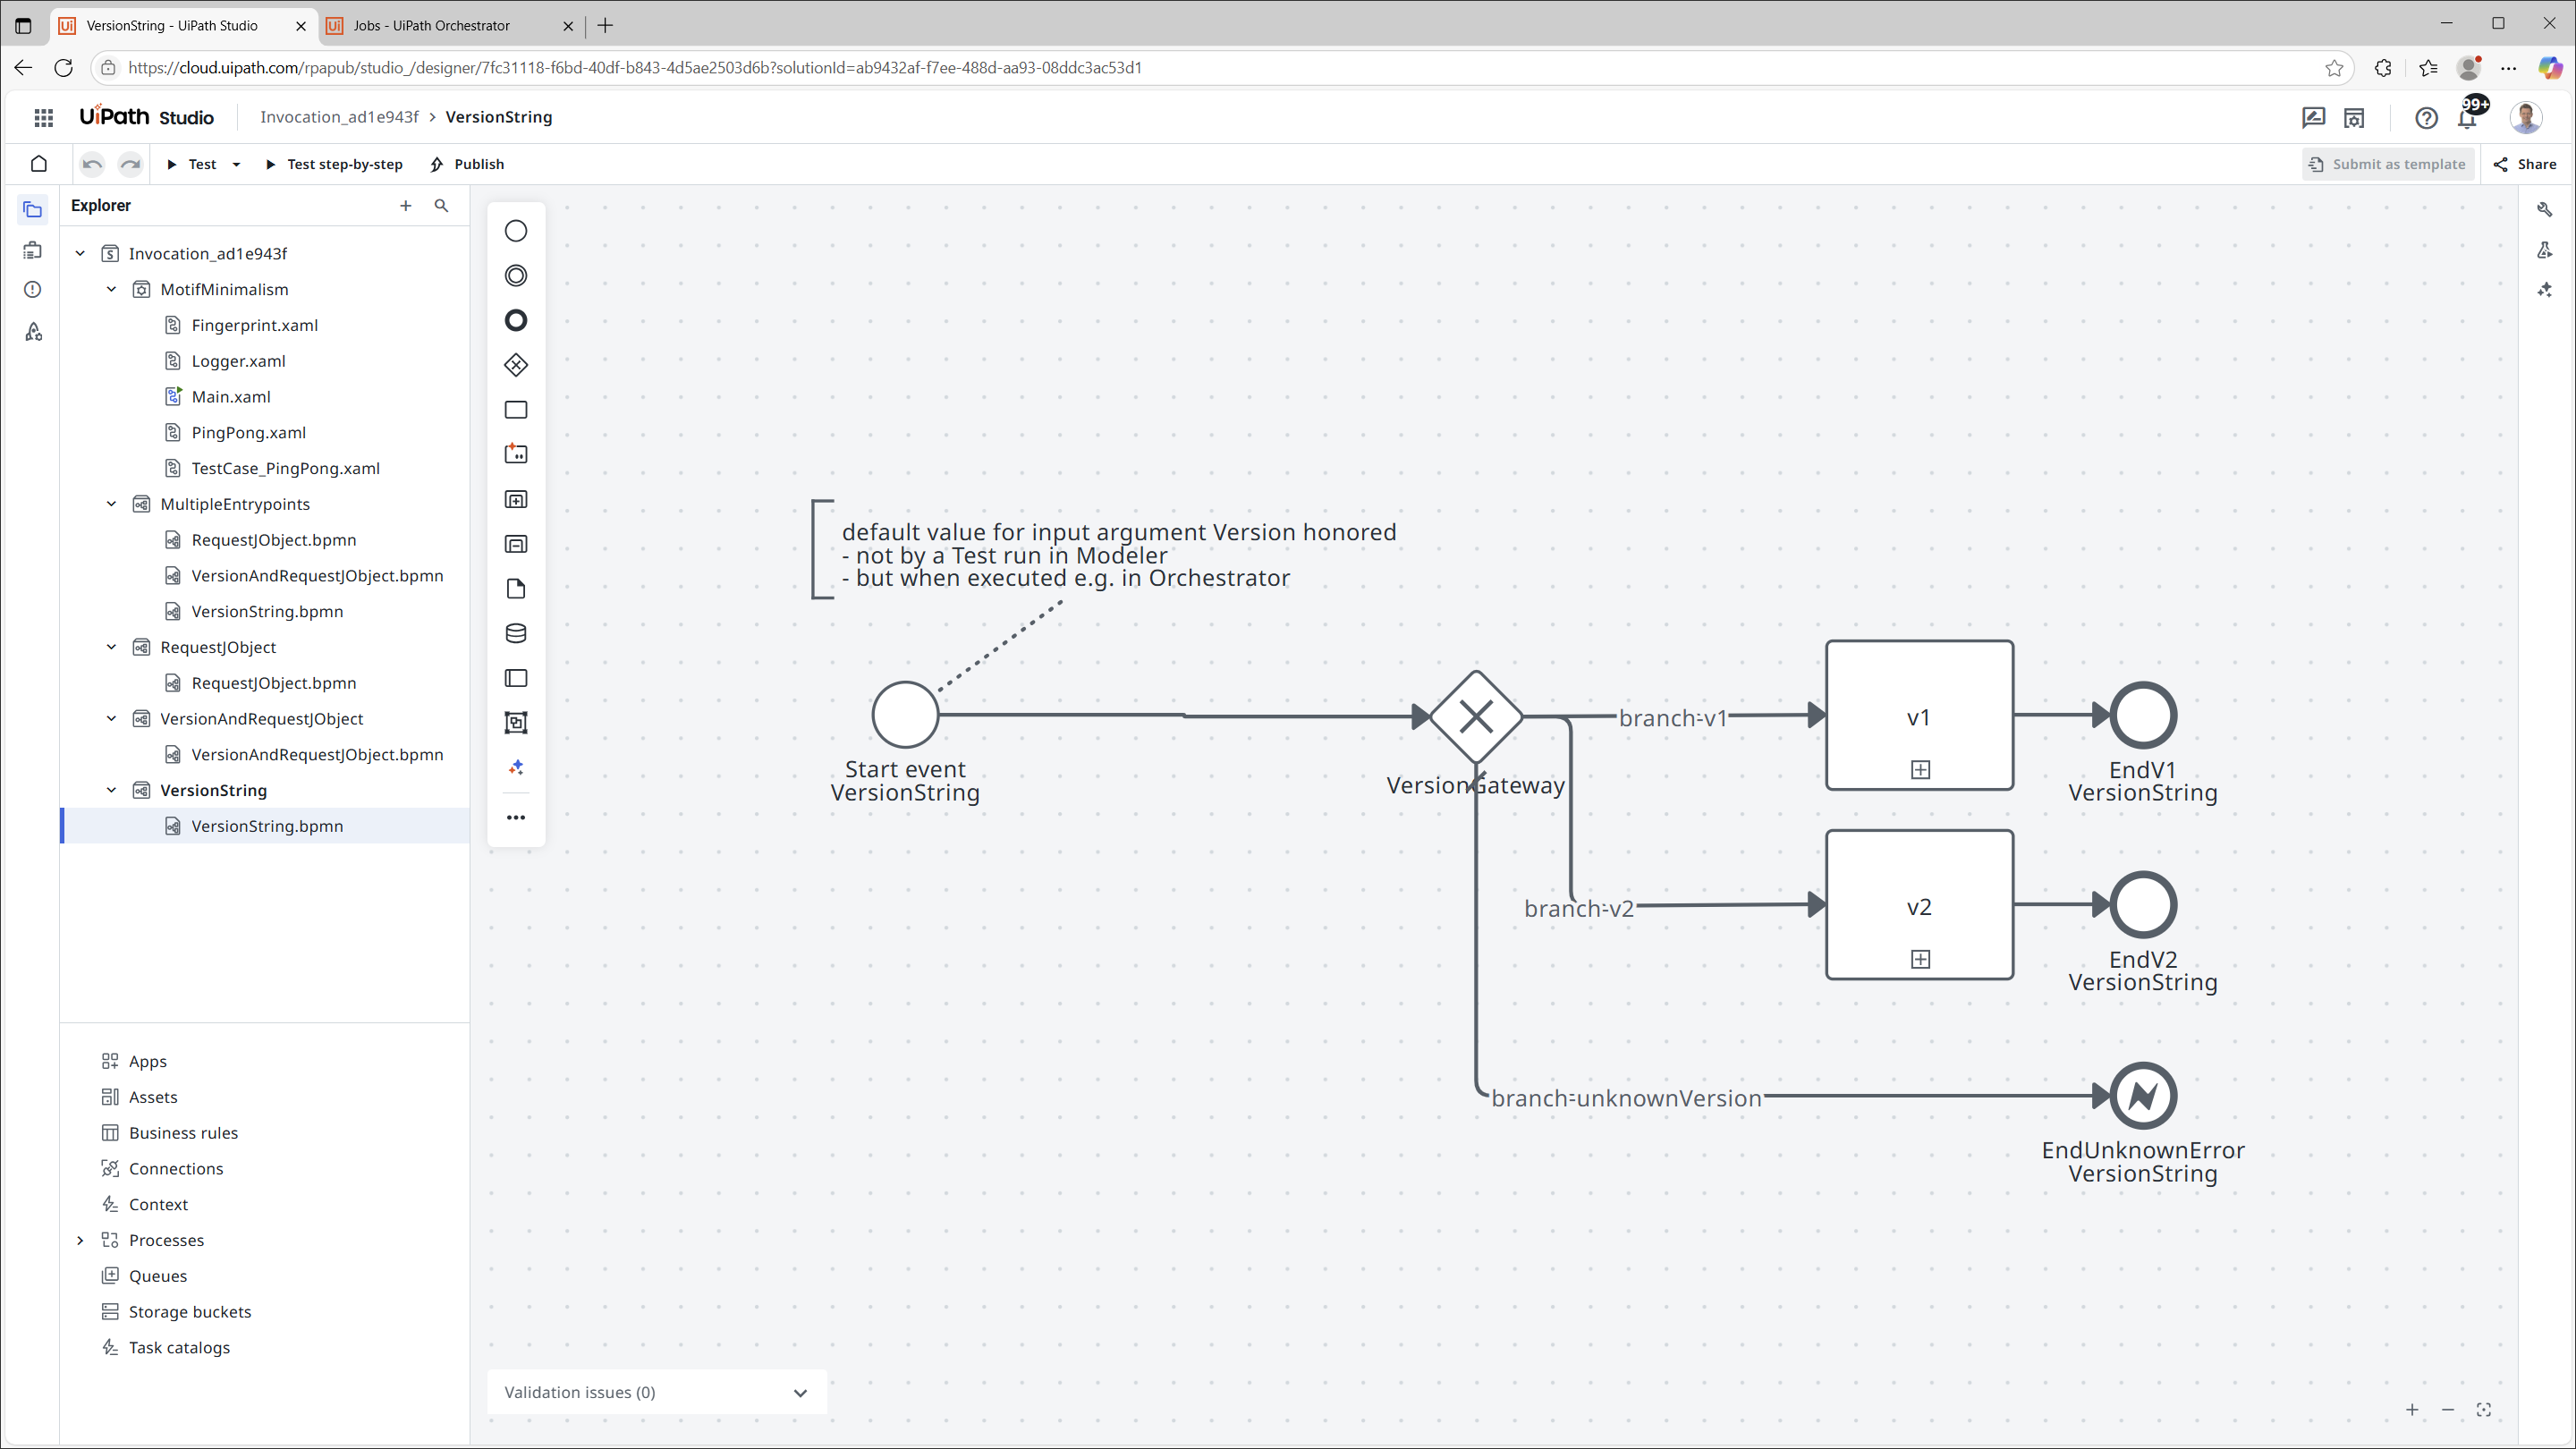 VersionString - UiPath Studio
Jobs - UiPath Orchestrator
https://cloud.uipath.com/rpapub/studio_/designer/7fc31118-f6bd-40df-b843-4d5ae2503d6b?solutionId=ab9432af-f7ee-488d-aa93-08ddc3ac53d1
UiPath Studio
Invocation_ad1e943f > VersionString
99+
Test
Test step-by-step
Publish
Submit as template
Share
Explorer
Invocation_ad1e943f
MotifMinimalism
Fingerprint.xaml
Logger.xaml
Main.xaml
PingPong.xaml
TestCase_PingPong.xaml
MultipleEntrypoints
RequestJObject.bpmn
VersionAndRequestJObject.bpmn
VersionString.bpmn
RequestJObject
RequestJObject.bpmn
VersionAndRequestJObject
VersionAndRequestJObject.bpmn
VersionString
VersionString.bpmn
Apps
Assets
Business rules
Connections
Context
Processes
Queues
Storage buckets
Task catalogs
default value for input argument Version honored
- not by a Test run in Modeler
- but when executed e.g. in Orchestrator
Start event
VersionString
VersionGateway
branch-v1
v1
EndV1
VersionString
branch-v2
v2
EndV2
VersionString
branch-unknownVersion
EndUnknownError
VersionString
Validation issues (0)